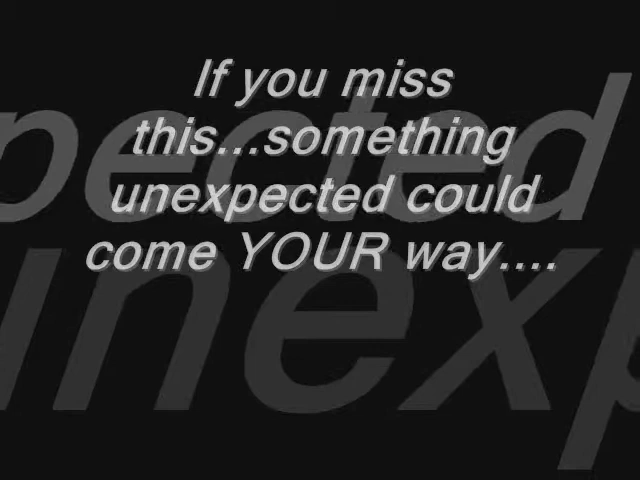 If you miss
this...something
unexpected could
come YOUR way....
pected
unexp